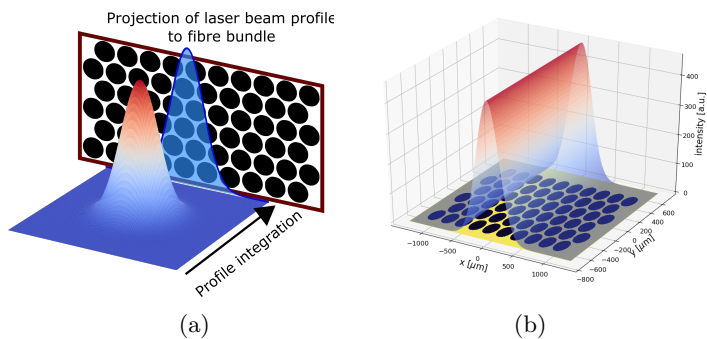 Projection of laser beam profile
to fibre bundle
Profile integration
(a)
400
300
200
100
0
intensity [a.u.]
600
400
200
0
−200
−400
−600
−800
y [μm]
−1000
−500
0
500
1000
x [μm]
(b)